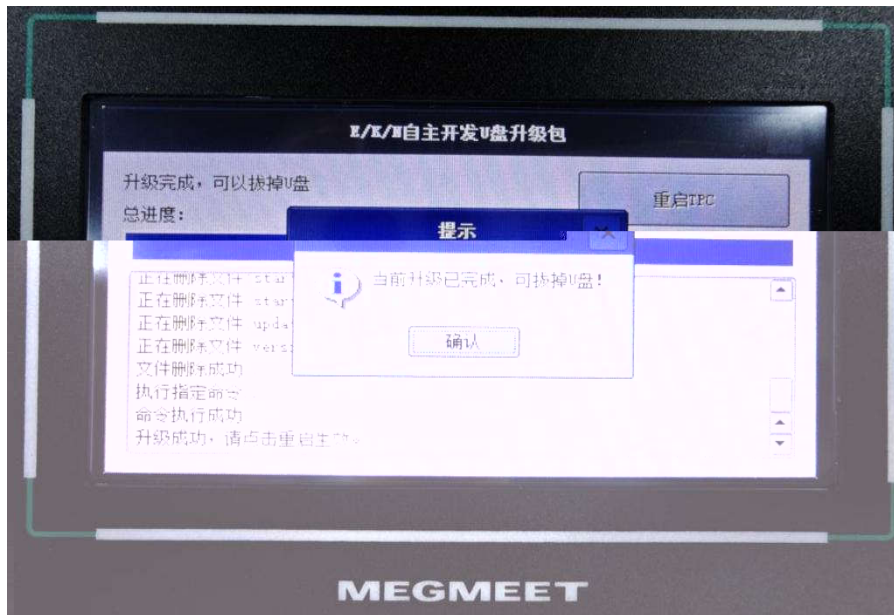 E/K/N自主开发U盘升级包
升级完成，可以拔掉U盘
重启TPC
总进度：
提示
当前升级已完成，可拔掉U盘！
确认
正在删除文件 star
正在删除文件 star
正在删除文件 upda
正在删除文件 vers
文件删除成功
执行指定命令
命令执行成功
升级成功，请点击重启生效。
MEGMEET